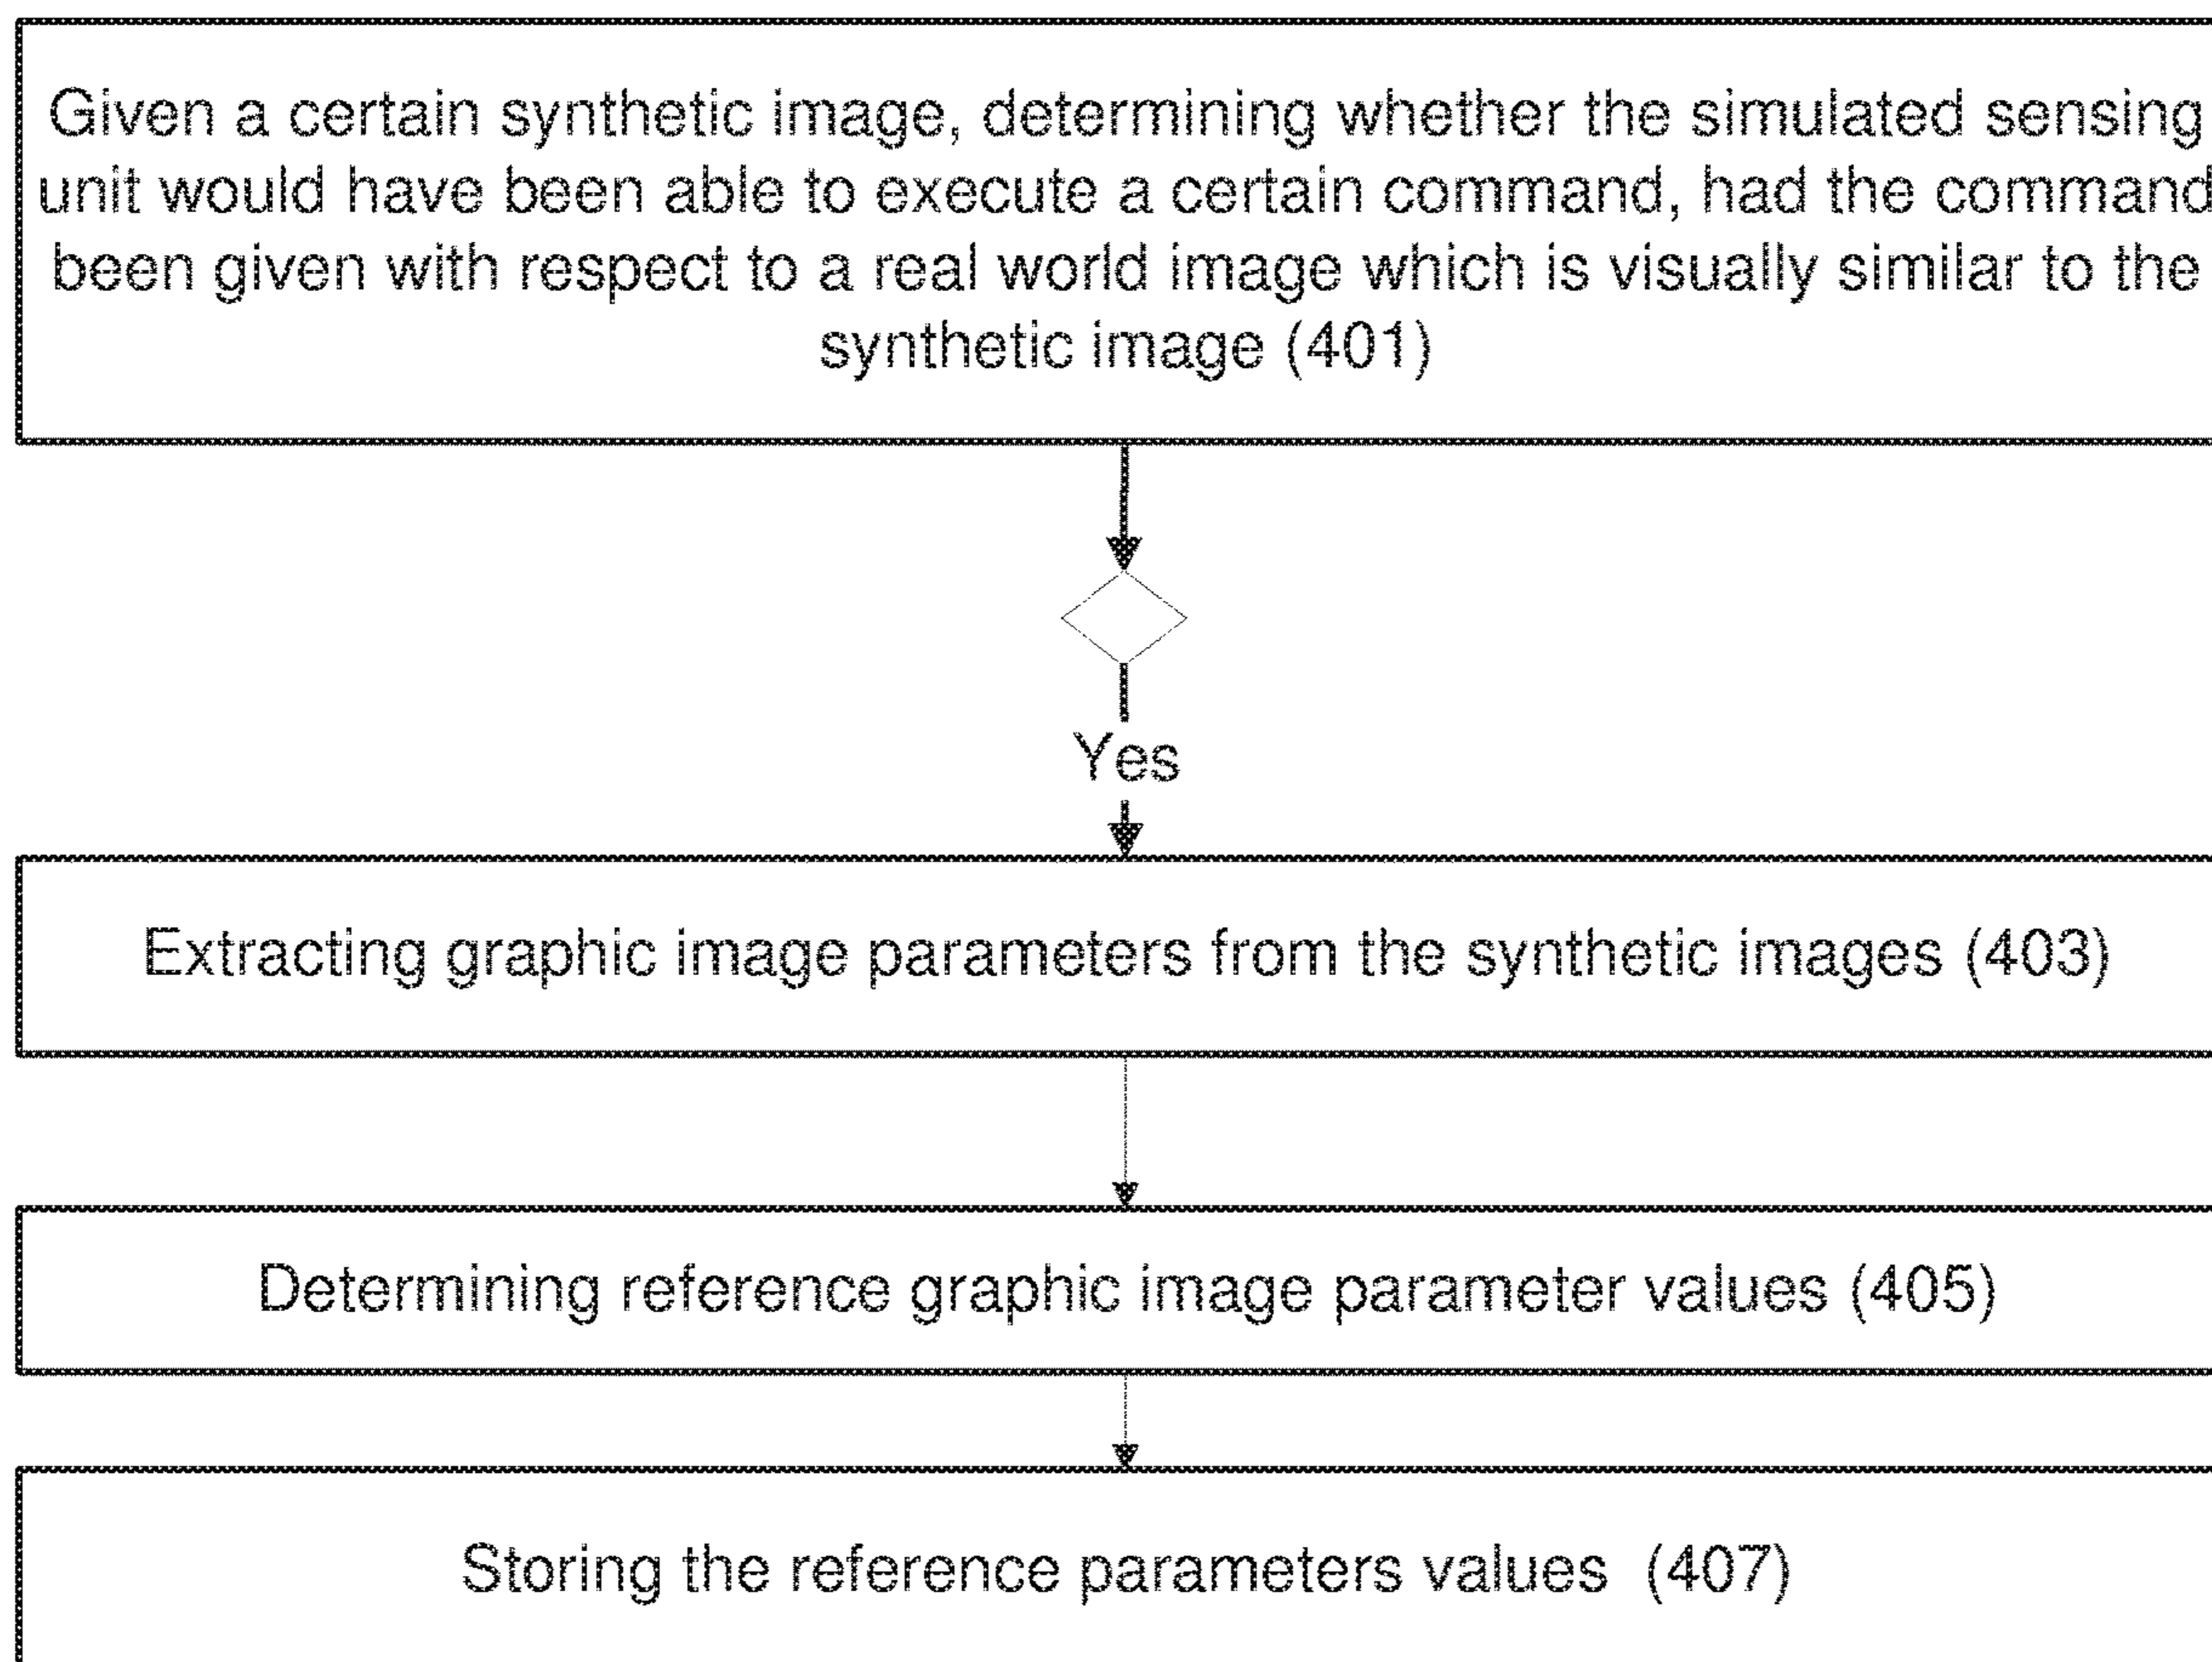 Given a certain synthetic image, determining whether the simulated sensing
unit would have been able to execute a certain command, had the command
been given with respect to a real world image which is visually similar to the
synthetic image (401)
Yes
Extracting graphic image parameters from the synthetic images (403)
Determining reference graphic image parameter values (405)
Storing the reference parameters values (407)